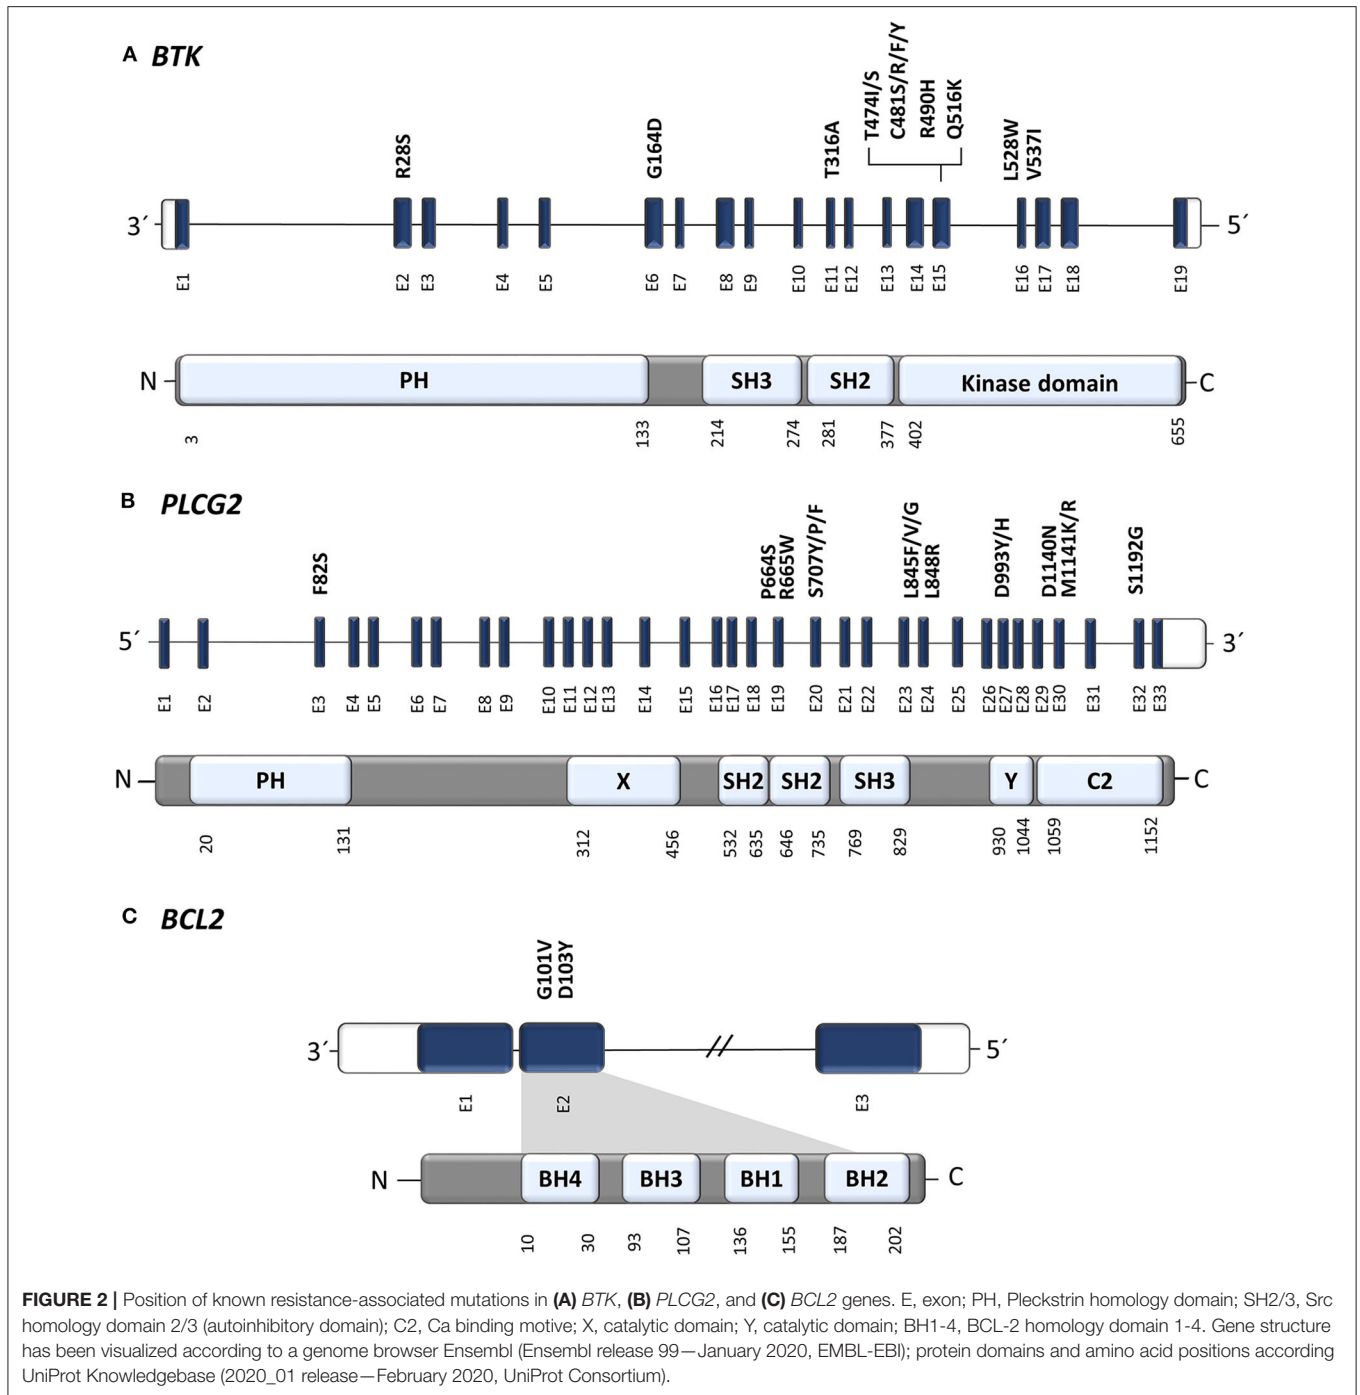 A BTK
R28S
G164D
T316A
T474I/S
C481S/R/F/Y
R490H
Q516K
L528W
V537I
3´ 5´
E1 E2 E3 E4 E5 E6 E7 E8 E9 E10 E11 E12 E13 E14 E15 E16 E17 E18 E19
N PH SH3 SH2 Kinase domain C
3 133 214 274 281 377 402 655
B PLCG2
F82S
P664S
R665W
S707Y/P/F
L845F/V/G
L848R
D993Y/H
D1140N
M1141K/R
S1192G
5´ 3´
E1 E2 E3 E4 E5 E6 E7 E8 E9 E10 E11 E12 E13 E14 E15 E16 E17 E18 E19 E20 E21 E22 E23 E24 E25 E26 E27 E28 E29 E30 E31 E32 E33
N PH X SH2 SH2 SH3 Y C2 C
20 131 312 456 532 635 646 735 769 829 930 1044 1059 1152
C BCL2
G101V
D103Y
3´ 5´
E1 E2 E3
N BH4 BH3 BH1 BH2 C
10 30 93 107 136 155 187 202
FIGURE 2 | Position of known resistance-associated mutations in (A) BTK, (B) PLCG2, and (C) BCL2 genes. E, exon; PH, Pleckstrin homology domain; SH2/3, Src
homology domain 2/3 (autoinhibitory domain); C2, Ca binding motive; X, catalytic domain; Y, catalytic domain; BH1-4, BCL-2 homology domain 1-4. Gene structure
has been visualized according to a genome browser Ensembl (Ensembl release 99—January 2020, EMBL-EBI); protein domains and amino acid positions according
UniProt Knowledgebase (2020_01 release—February 2020, UniProt Consortium).